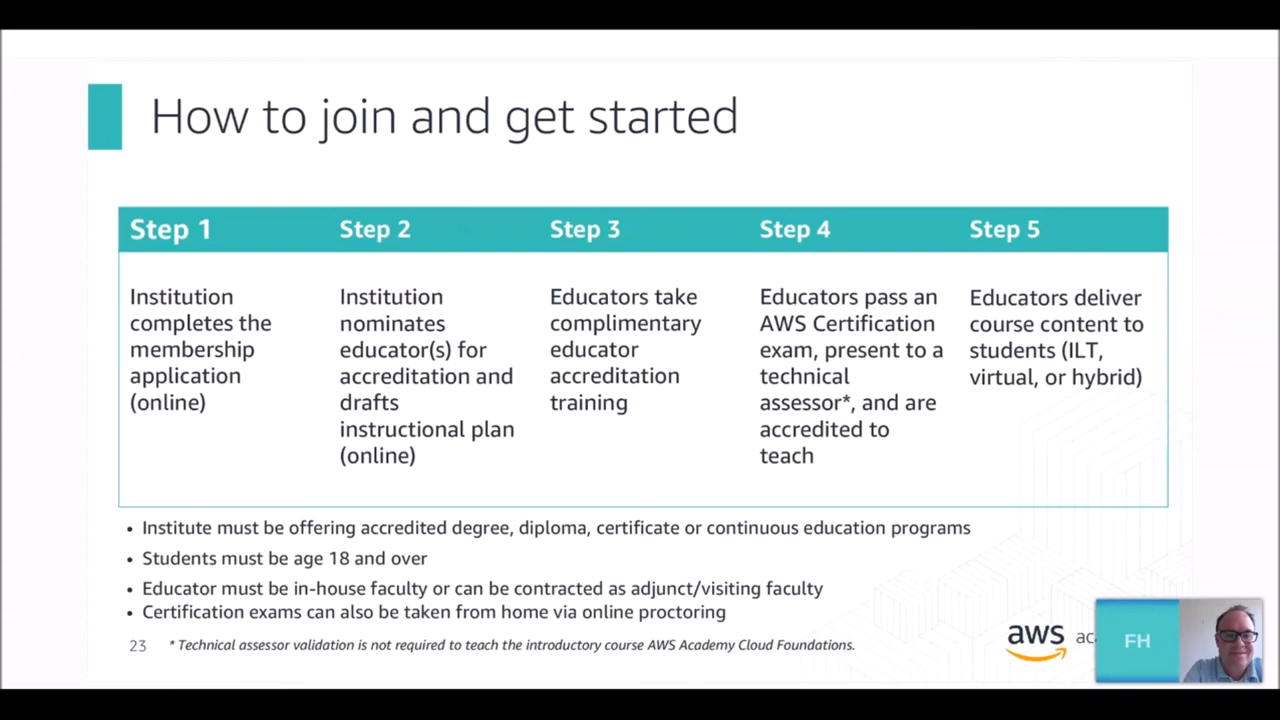 How to join and get started
Step 1
Step 2
Step 3
Step 4
Step 5
Institution
completes the
membership
application
(online)
Institution
nominates
educator(s) for
accreditation and
drafts
instructional plan
(online)
Educators take
complimentary
educator
accreditation
training
Educators pass an
AWS Certification
exam, present to a
technical
assessor*, and are
accredited to
teach
Educators deliver
course content to
students (ILT,
virtual, or hybrid)
• Institute must be offering accredited degree, diploma, certificate or continuous education programs
• Students must be age 18 and over
• Educator must be in-house faculty or can be contracted as adjunct/visiting faculty
• Certification exams can also be taken from home via online proctoring
23
* Technical assessor validation is not required to teach the introductory course AWS Academy Cloud Foundations.
aws
FH